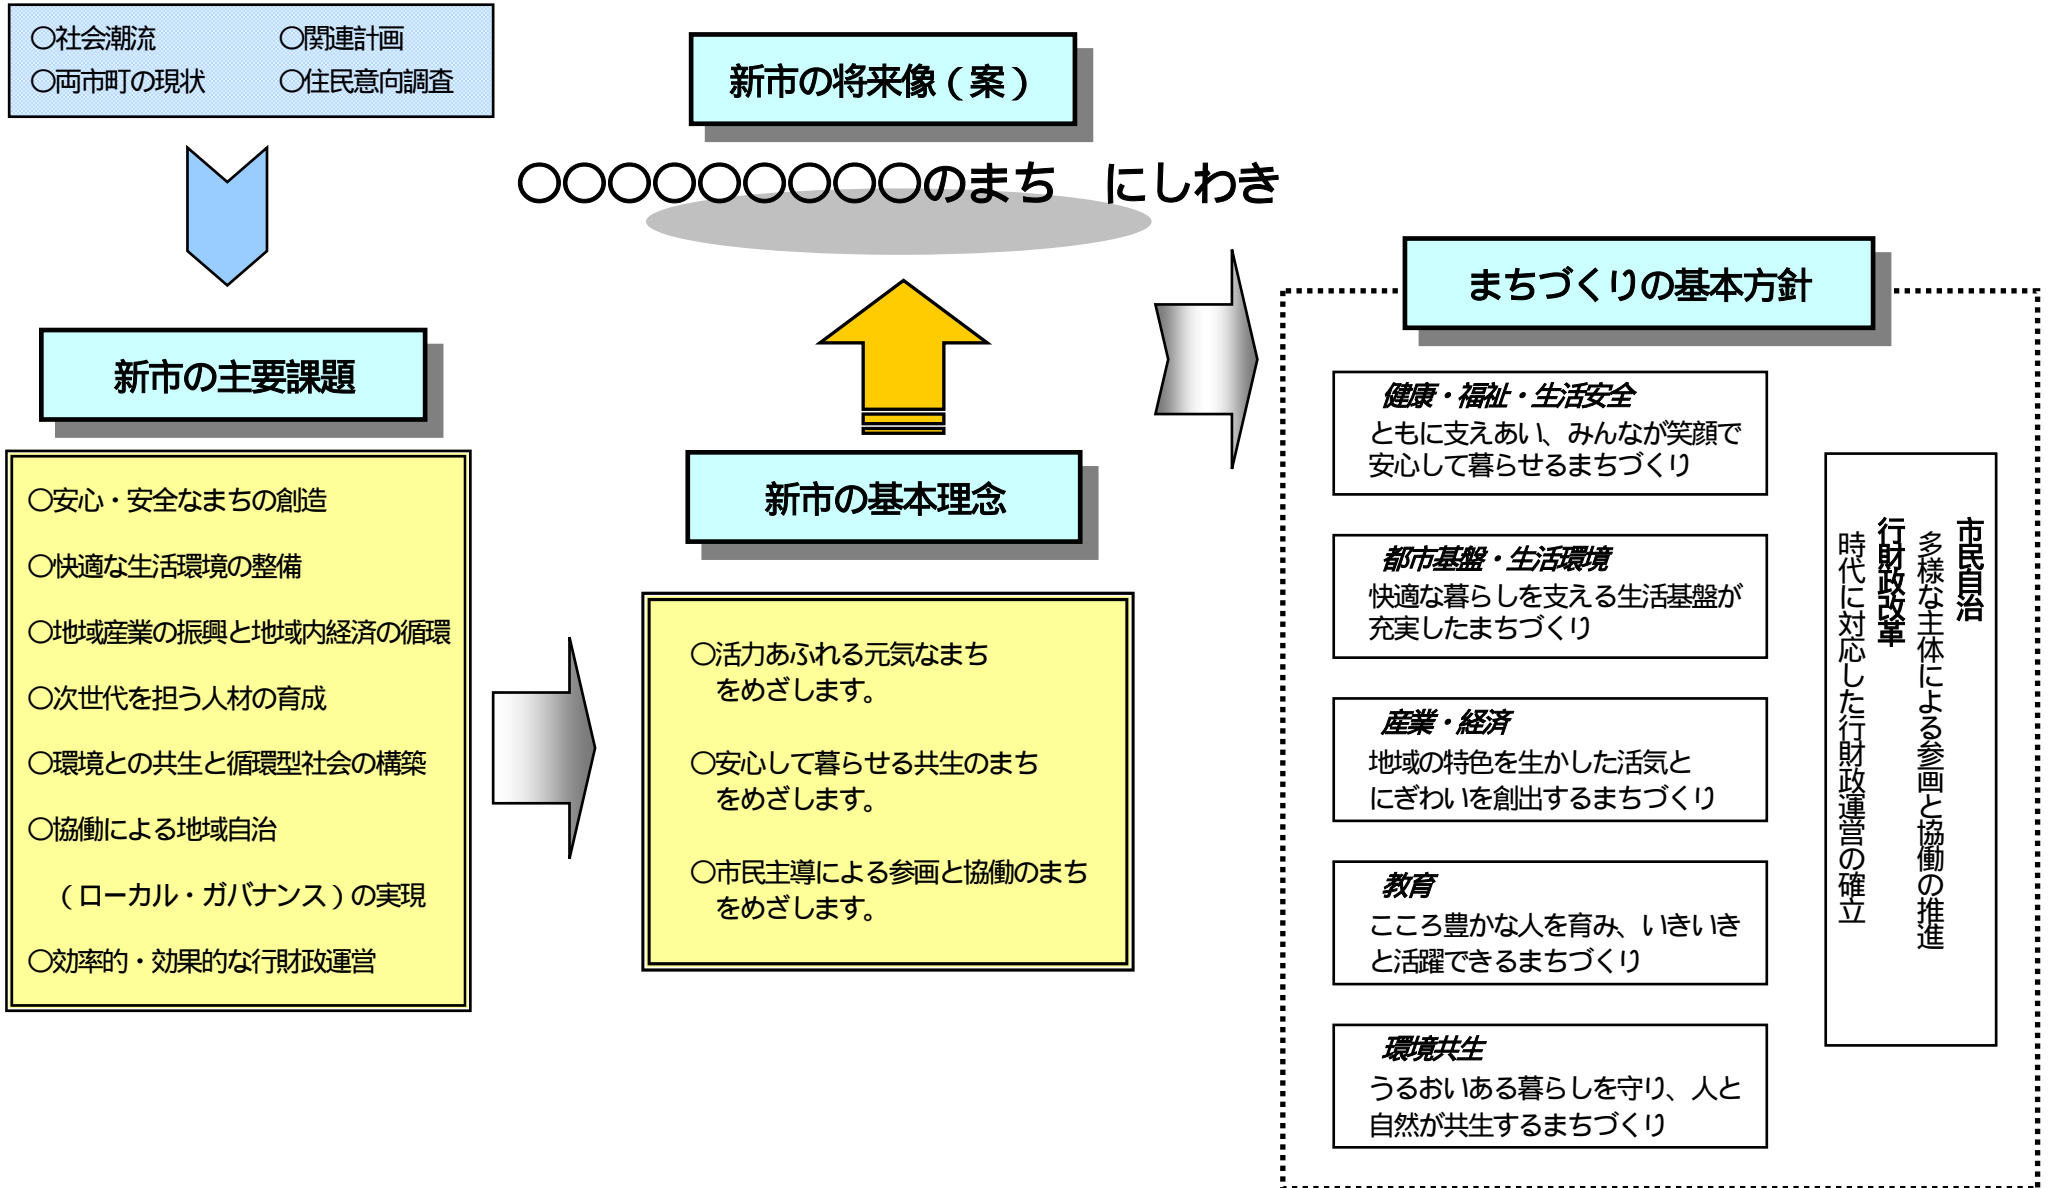 ○社会潮流　○関連計画
○両市町の現状　○住民意向調査
新市の主要課題
○安心・安全なまちの創造
○快適な生活環境の整備
○地域産業の振興と地域内経済の循環
○次世代を担う人材の育成
○環境との共生と循環型社会の構築
○協働による地域自治
（ローカル・ガバナンス）の実現
○効率的・効果的な行財政運営
新市の将来像（案）
○○○○○○○○○のまち　にしわき
新市の基本理念
○活力あふれる元気なまち
をめざします。
○安心して暮らせる共生のまち
をめざします。
○市民主導による参画と協働のまち
をめざします。
まちづくりの基本方針
健康・福祉・生活安全
ともに支えあい、みんなが笑顔で
安心して暮らせるまちづくり
都市基盤・生活環境
快適な暮らしを支える生活基盤が
充実したまちづくり
産業・経済
地域の特色を生かした活気と
にぎわいを創出するまちづくり
教育
こころ豊かな人を育み、いきいき
と活躍できるまちづくり
環境共生
うるおいある暮らしを守り、人と
自然が共生するまちづくり
市民自治
多様な主体による参画と協働の推進
行財政改革
時代に対応した行財政運営の確立